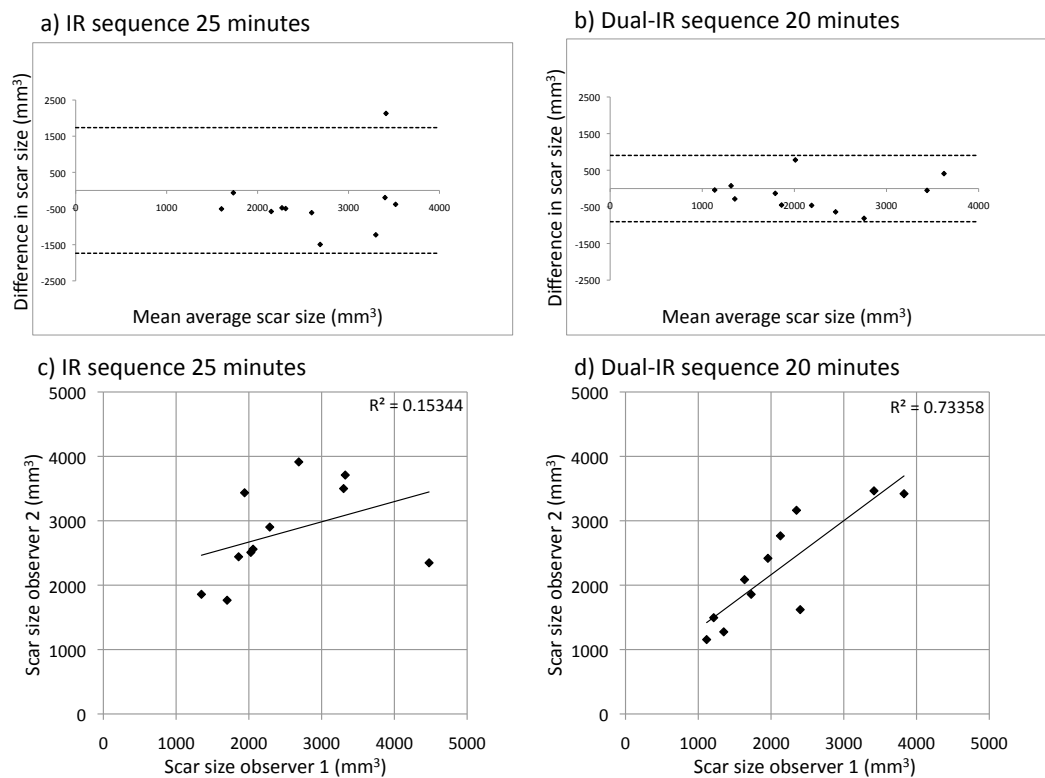 a) IR sequence 25 minutes
Difference in scar size (mm³)
2500
1500
500
-500
-1500
-2500
0 1000 2000 3000 4000
Mean average scar size (mm³)
b) Dual-IR sequence 20 minutes
Difference in scar size (mm³)
2500
1500
500
-500
-1500
-2500
0 1000 2000 3000 4000
Mean average scar size (mm³)
c) IR sequence 25 minutes
R² = 0.15344
Scar size observer 2 (mm³)
5000
4000
3000
2000
1000
0
0 1000 2000 3000 4000 5000
Scar size observer 1 (mm³)
d) Dual-IR sequence 20 minutes
R² = 0.73358
Scar size observer 2 (mm³)
5000
4000
3000
2000
1000
0
0 1000 2000 3000 4000 5000
Scar size observer 1 (mm³)